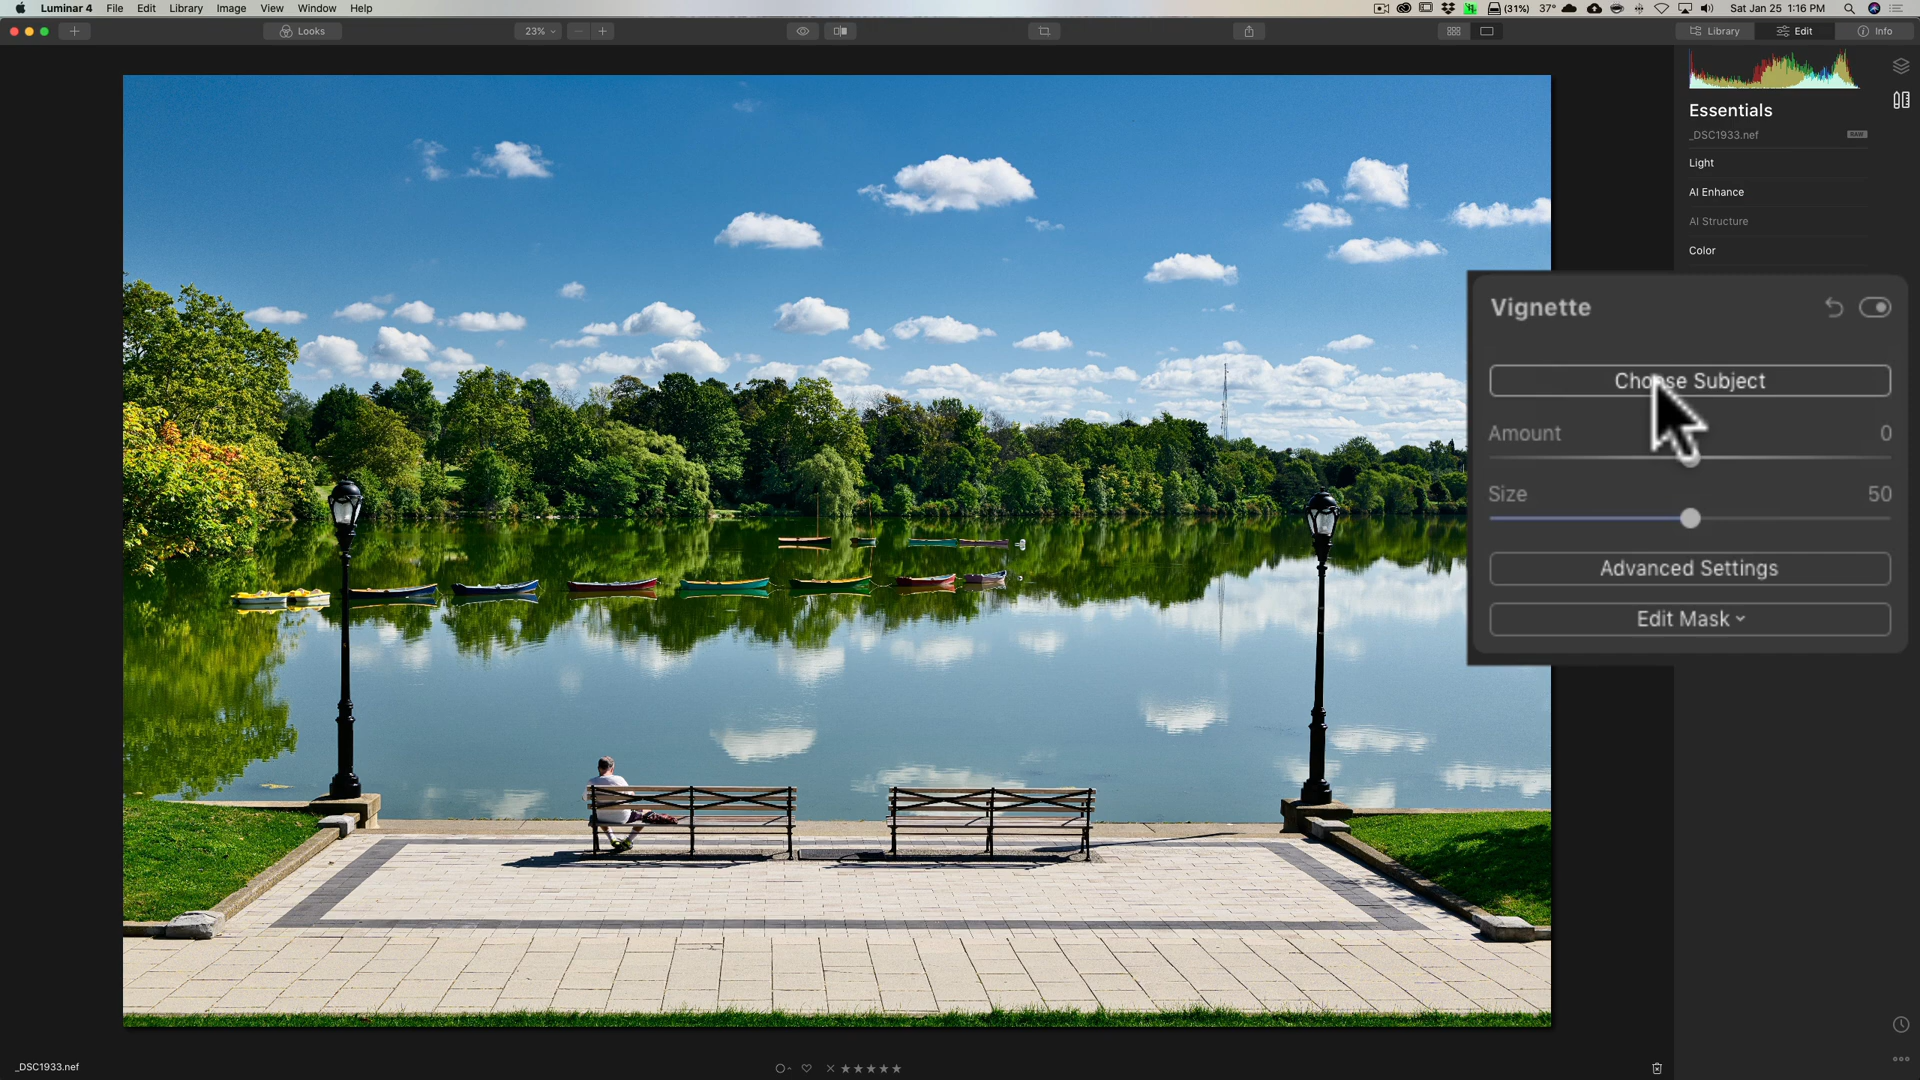 Luminar 4 File Edit Library Image View Window Help (31%) 37° Sat Jan 25 1:16 PM
Looks 23% Library Edit Info
Essentials
_DSC1933.nef RAW
Light
AI Enhance
AI Structure
Color
Vignette
Choose Subject
Amount 0
Size 50
Advanced Settings
Edit Mask
_DSC1933.nef